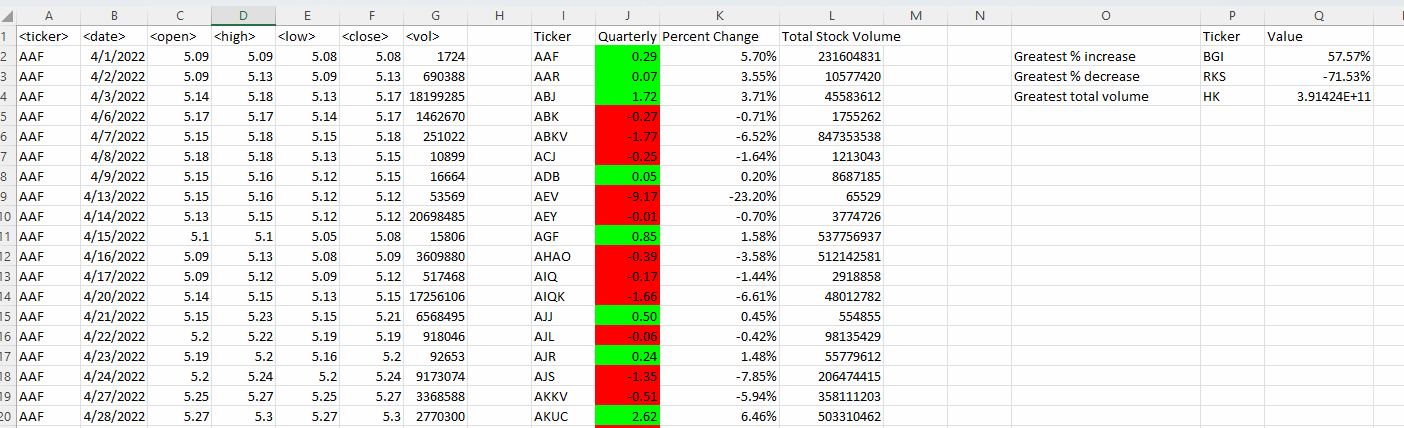 A B C D E F G H I J K L M N O P Q
1 <ticker> <date> <open> <high> <low> <close> <vol> Ticker Quarterly Percent Change Total Stock Volume Ticker Value
2 AAF 4/1/2022 5.09 5.09 5.08 5.08 1724 AAF 0.29 5.70% 231604831 Greatest % increase BGI 57.57%
3 AAF 4/2/2022 5.09 5.13 5.09 5.13 690388 AAR 0.07 3.55% 10577420 Greatest % decrease RKS -71.53%
4 AAF 4/3/2022 5.14 5.18 5.13 5.17 18199285 ABJ 1.72 3.71% 45583612 Greatest total volume HK 3.91424E+11
5 AAF 4/6/2022 5.17 5.17 5.14 5.17 1462670 ABK -0.27 -0.71% 1755262
6 AAF 4/7/2022 5.15 5.18 5.15 5.18 251022 ABKV -1.77 -6.52% 847353538
7 AAF 4/8/2022 5.18 5.18 5.13 5.15 10899 ACJ -0.25 -1.64% 1213043
8 AAF 4/9/2022 5.15 5.16 5.12 5.15 16664 ADB 0.05 0.20% 8687185
9 AAF 4/13/2022 5.15 5.16 5.12 5.12 53569 AEV -9.17 -23.20% 65529
10 AAF 4/14/2022 5.13 5.15 5.12 5.12 20698485 AEY -0.01 -0.70% 3774726
11 AAF 4/15/2022 5.1 5.1 5.05 5.08 15806 AGF 0.85 1.58% 537756937
12 AAF 4/16/2022 5.09 5.13 5.08 5.09 3609880 AHAO -0.39 -3.58% 512142581
13 AAF 4/17/2022 5.09 5.12 5.09 5.12 517468 AIQ -0.17 -1.44% 2918858
14 AAF 4/20/2022 5.14 5.15 5.13 5.15 17256106 AIQK -1.66 -6.61% 48012782
15 AAF 4/21/2022 5.15 5.23 5.15 5.21 6568495 AJJ 0.50 0.45% 554855
16 AAF 4/22/2022 5.2 5.22 5.19 5.19 918046 AJL -0.06 -0.42% 98135429
17 AAF 4/23/2022 5.19 5.2 5.16 5.2 92653 AJR 0.24 1.48% 55779612
18 AAF 4/24/2022 5.2 5.24 5.2 5.24 9173074 AJS -1.35 -7.85% 206474415
19 AAF 4/27/2022 5.25 5.27 5.25 5.27 3368588 AKKV -0.51 -5.94% 358111203
20 AAF 4/28/2022 5.27 5.3 5.27 5.3 2770300 AKUC 2.62 6.46% 503310462